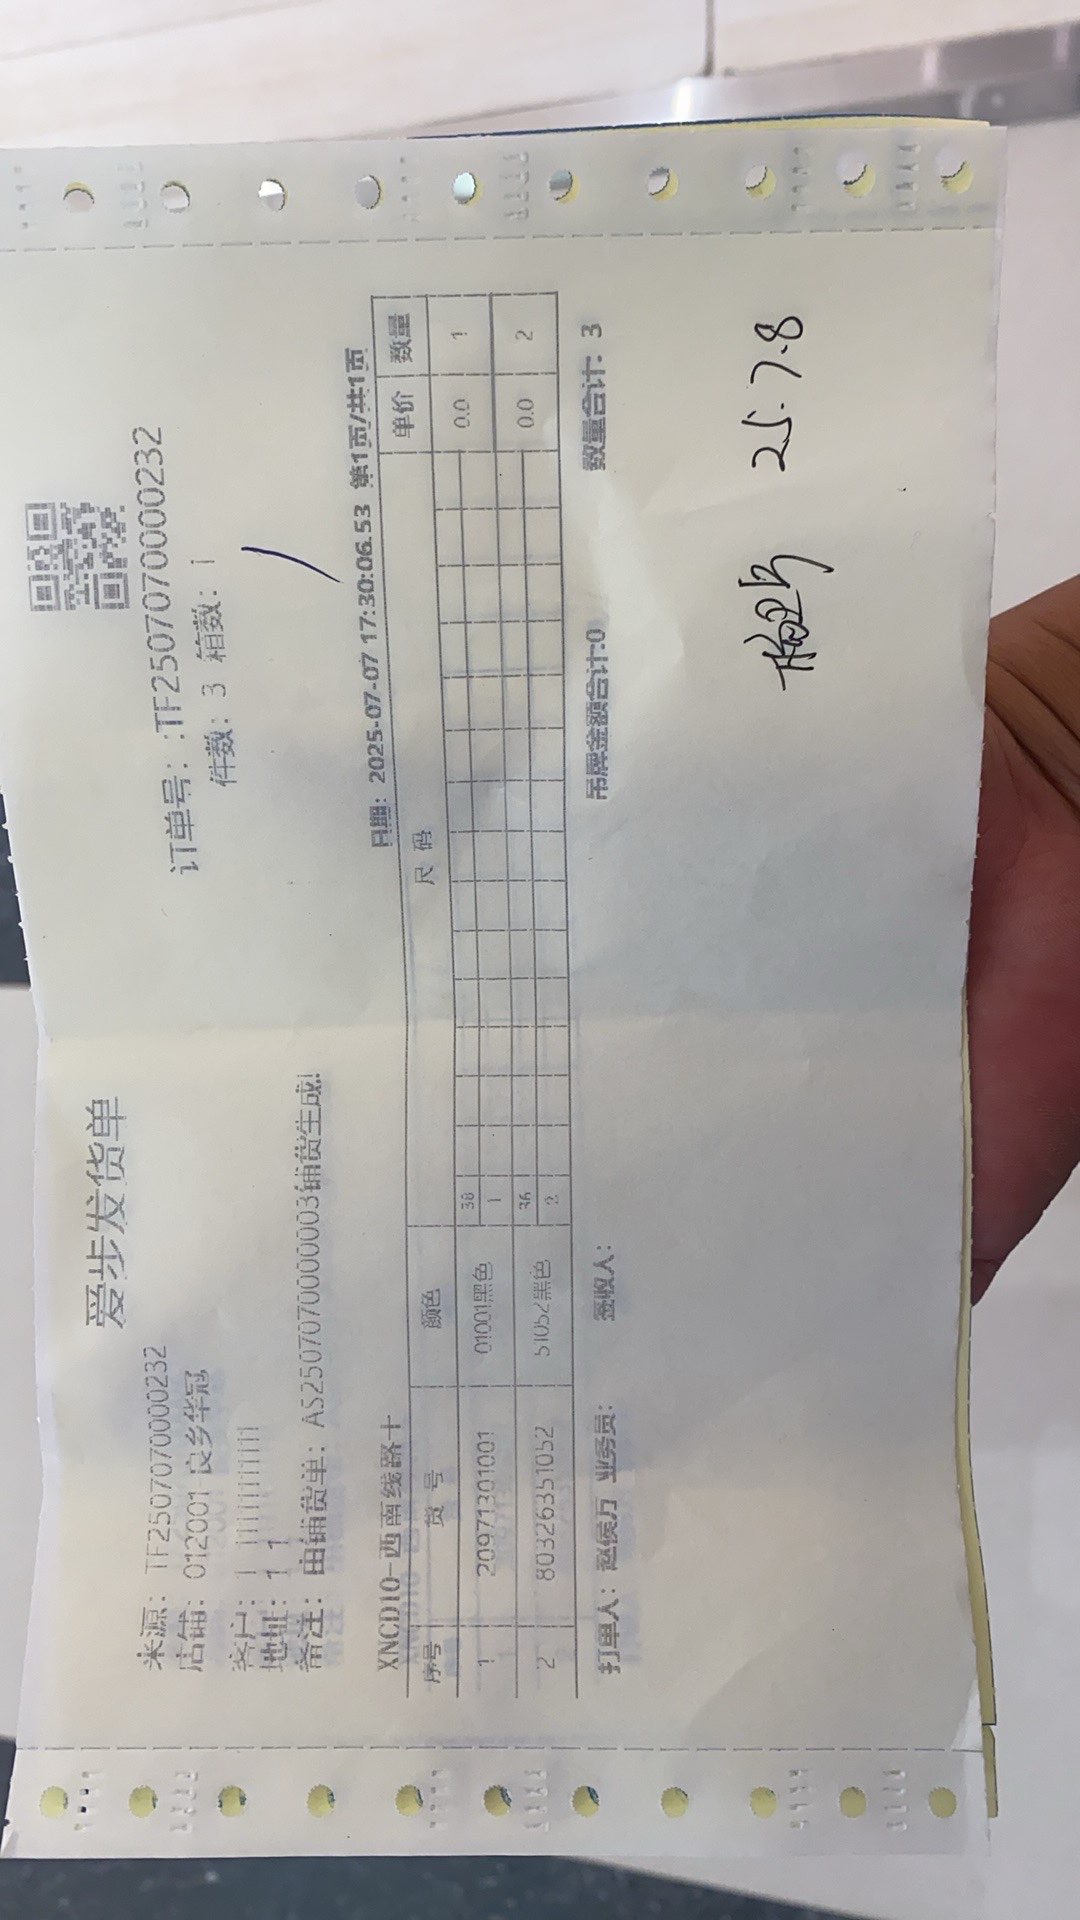 爱步发货单
来源: TF250707000232
订单号: :TF250707000232
店铺: 012001-良乡华冠
件数: 3 箱数: 1
客户: 1 11111111111
地址: 1 1
备注: 由铺货单: AS250707000003铺货生成!
XNCD10-西南线路十 日期: 2025-07-07 17:30:06.53 第1页/共1页
序号 货号 颜色 尺码 单价 数量
38
1 20971301001 01001黑色 1 0.0 1
36
2 80326351052 51052黑色 2 0.0 2
打单人: 赵侯万 业务员: 签收人: 吊牌金额合计:0 数量合计: 3
25.7.8